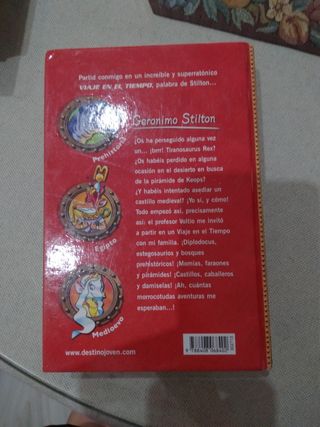 Partid conmigo en un increíble y superratónico
VIAJE EN EL TIEMPO, palabra de Stilton...
Geronimo Stilton
Prehistoria
¿Os ha perseguido alguna
vez un... ¡brr! Tiranosaurus Rex?
¿Os habéis perdido en alguna
ocasión en el desierto en busca
de la pirámide de Keops?
¿Y habéis intentado asediar un
castillo medieval? ¡Yo sí, y cómo!
Todo empezó así, precisamente
así: el profesor Voltio me invitó
a partir en un Viaje en el Tiempo
con mi familia. ¡Diplodocus,
estegosaurios y bosques
prehistóricos! ¡Momias, faraones
y pirámides! ¡Castillos, caballeros
y damiselas! ¡Ah, cuántas
morrocotudas aventuras me
esperaban...!
Egipto
Medioevo
www.destinojoven.com